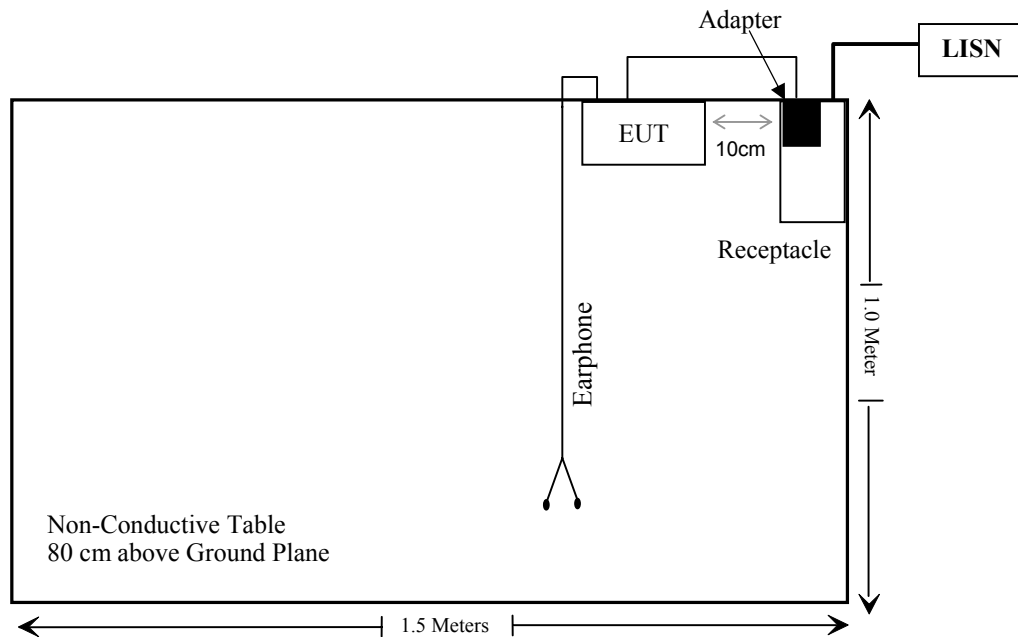 Adapter
LISN
EUT
10cm
Receptacle
Earphone
1.0 Meter
Non-Conductive Table
80 cm above Ground Plane
1.5 Meters